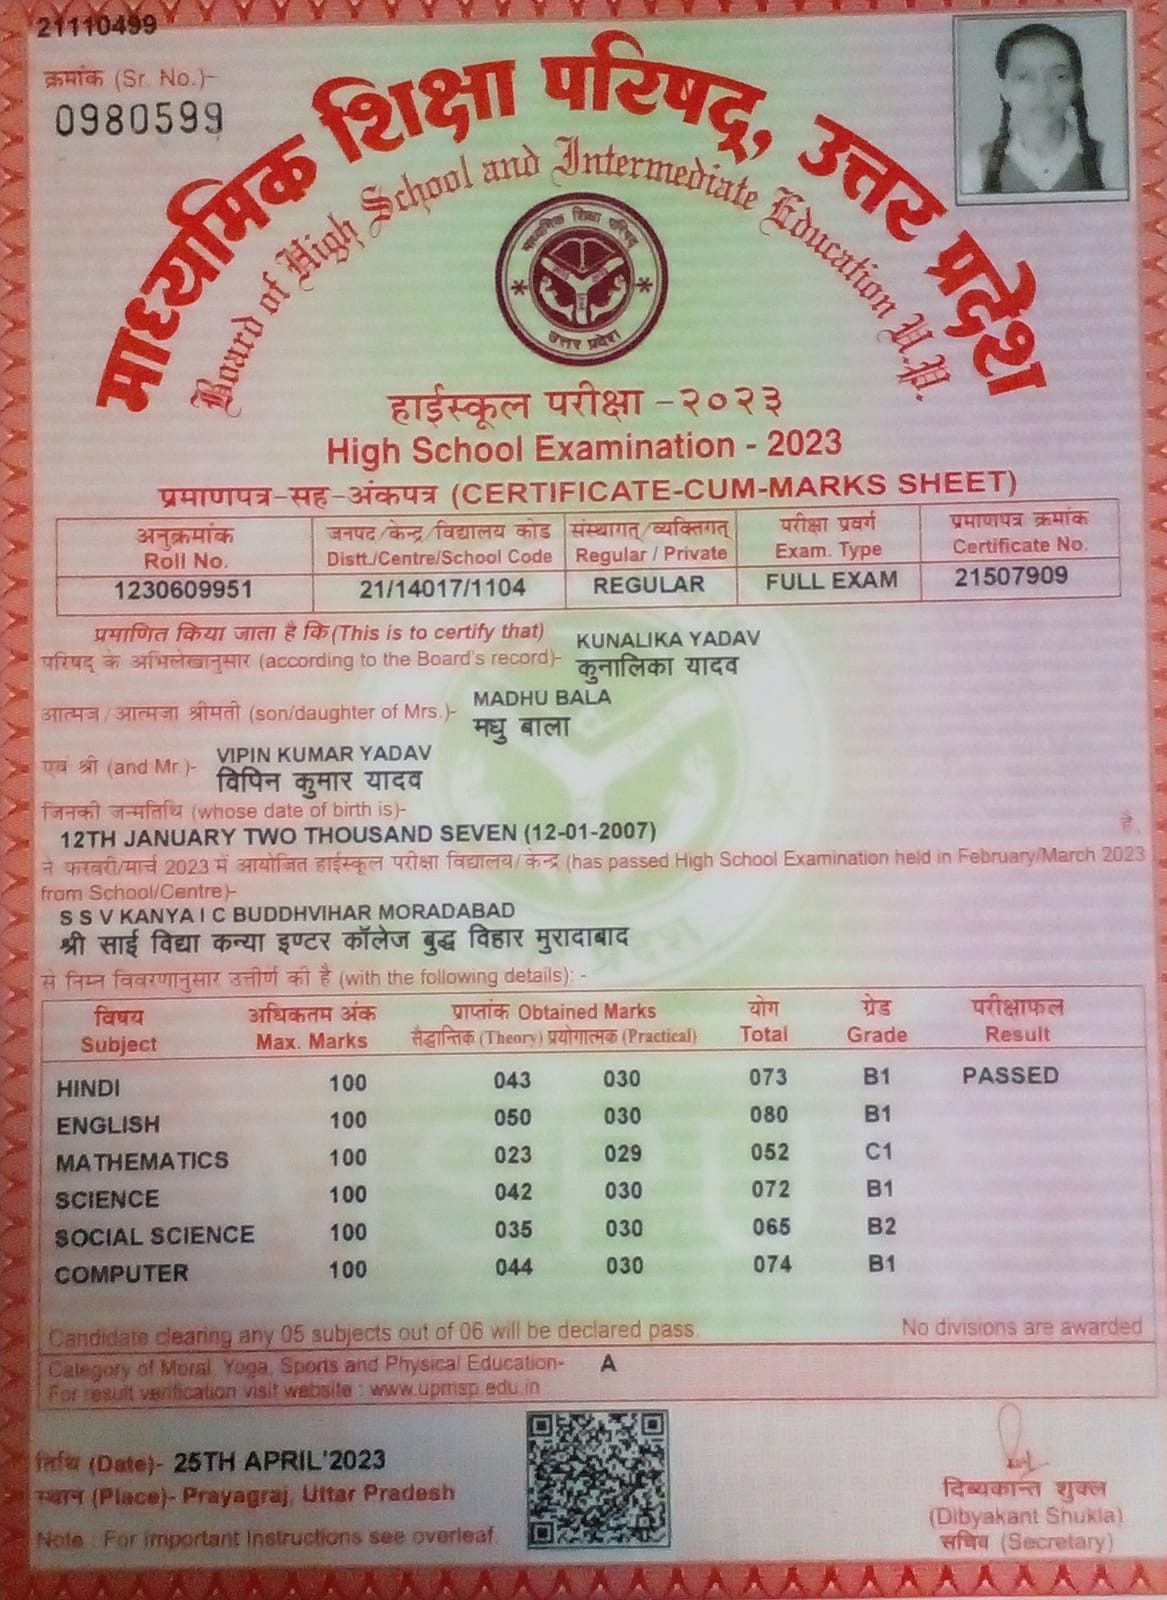 21110499
क्रमांक (Sr. No.)-
0980599
माध्यमिक शिक्षा परिषद्, उत्तर प्रदेश
Board of High School and Intermediate Education U.P.
माध्यमिक शिक्षा परिषद्
उत्तर प्रदेश
हाईस्कूल परीक्षा - २०२३
High School Examination - 2023
प्रमाणपत्र-सह-अंकपत्र (CERTIFICATE-CUM-MARKS SHEET)
अनुक्रमांक जनपद/केन्द्र/विद्यालय कोड संस्थागत/व्यक्तिगत् परीक्षा प्रवर्ग प्रमाणपत्र क्रमांक
Roll No. Distt./Centre/School Code Regular / Private Exam. Type Certificate No.
1230609951 21/14017/1104 REGULAR FULL EXAM 21507909
प्रमाणित किया जाता है कि (This is to certify that) KUNALIKA YADAV
परिषद् के अभिलेखानुसार (according to the Board's record)- कुनालिका यादव
MADHU BALA
आत्मज/आत्मजा श्रीमती (son/daughter of Mrs.)- मधु बाला
VIPIN KUMAR YADAV
एवं श्री (and Mr.)- विपिन कुमार यादव
जिनकी जन्मतिथि (whose date of birth is)-
12TH JANUARY TWO THOUSAND SEVEN (12-01-2007) है,
ने फरवरी/मार्च 2023 में आयोजित हाईस्कूल परीक्षा विद्यालय/केन्द्र (has passed High School Examination held in February/March 2023
from School/Centre)-
S S V KANYA I C BUDDHVIHAR MORADABAD
श्री साई विद्या कन्या इण्टर कॉलेज बुद्ध विहार मुरादाबाद
से निम्न विवरणानुसार उत्तीर्ण की है (with the following details): -
विषय अधिकतम अंक प्राप्तांक Obtained Marks योग ग्रेड परीक्षाफल
Subject Max. Marks सैद्धान्तिक (Theory) प्रयोगात्मक (Practical) Total Grade Result
HINDI 100 043 030 073 B1 PASSED
ENGLISH 100 050 030 080 B1
MATHEMATICS 100 023 029 052 C1
SCIENCE 100 042 030 072 B1
SOCIAL SCIENCE 100 035 030 065 B2
COMPUTER 100 044 030 074 B1
Candidate clearing any 05 subjects out of 06 will be declared pass. No divisions are awarded
Category of Moral, Yoga, Sports and Physical Education- A
For result verification visit website : www.upmsp.edu.in
तिथि (Date)- 25TH APRIL'2023
स्थान (Place)- Prayagraj, Uttar Pradesh
Note : For important Instructions see overleaf.
दिब्यकान्त शुक्ल
(Dibyakant Shukla)
सचिव (Secretary)